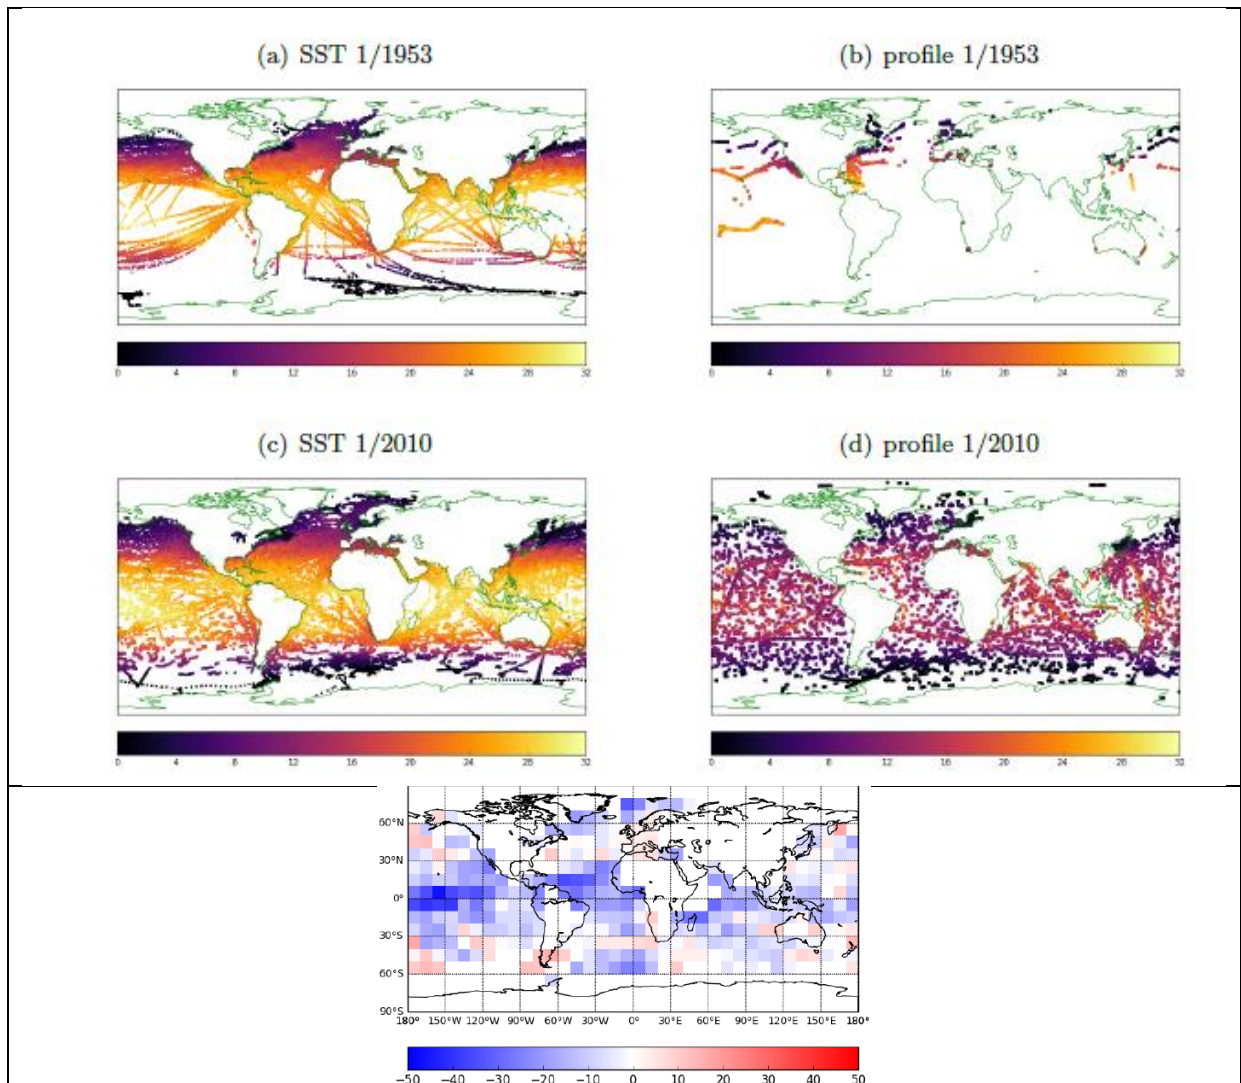 (a) SST 1/1953
(b) profile 1/1953
0 4 8 12 16 20 24 28 32
0 4 8 12 16 20 24 28 32
(c) SST 1/2010
(d) profile 1/2010
0 4 8 12 16 20 24 28 32
0 4 8 12 16 20 24 28 32
60°N
30°N
0°
30°S
60°S
90°S
180° 150°W 120°W 90°W 60°W 30°W 0° 30°E 60°E 90°E 120°E 150°E 180°
−50 −40 −30 −20 −10 0 10 20 30 40 50